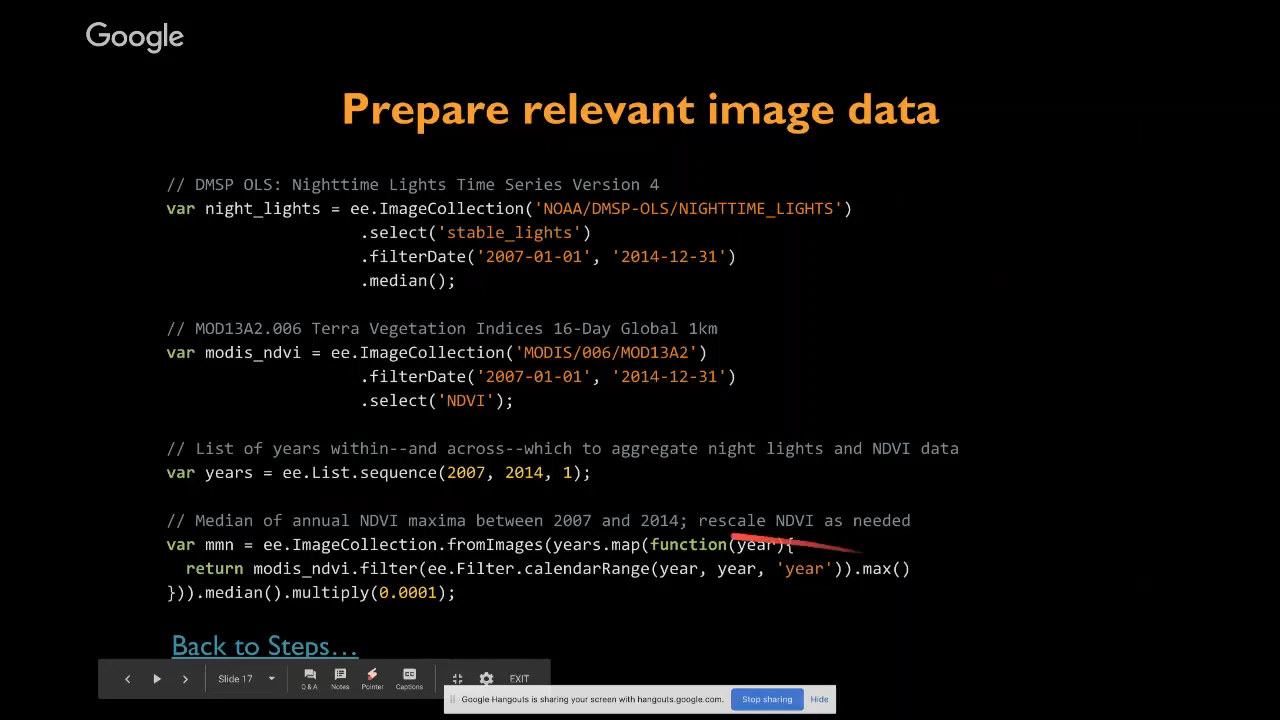 Google
Prepare relevant image data
// DMSP OLS: Nighttime Lights Time Series Version 4
var night_lights = ee.ImageCollection('NOAA/DMSP-OLS/NIGHTTIME_LIGHTS')
.select('stable_lights')
.filterDate('2007-01-01', '2014-12-31')
.median();
// MOD13A2.006 Terra Vegetation Indices 16-Day Global 1km
var modis_ndvi = ee.ImageCollection('MODIS/006/MOD13A2')
.filterDate('2007-01-01', '2014-12-31')
.select('NDVI');
// List of years within--and across--which to aggregate night lights and NDVI data
var years = ee.List.sequence(2007, 2014, 1);
// Median of annual NDVI maxima between 2007 and 2014; rescale NDVI as needed
var mmn = ee.ImageCollection.fromImages(years.map(function(year){
return modis_ndvi.filter(ee.Filter.calendarRange(year, year, 'year')).max()
})).median().multiply(0.0001);
Back to Steps...
Slide 17
Q & A
Notes
Pointer
Captions
EXIT
Google Hangouts is sharing your screen with hangouts.google.com.
Stop sharing
Hide